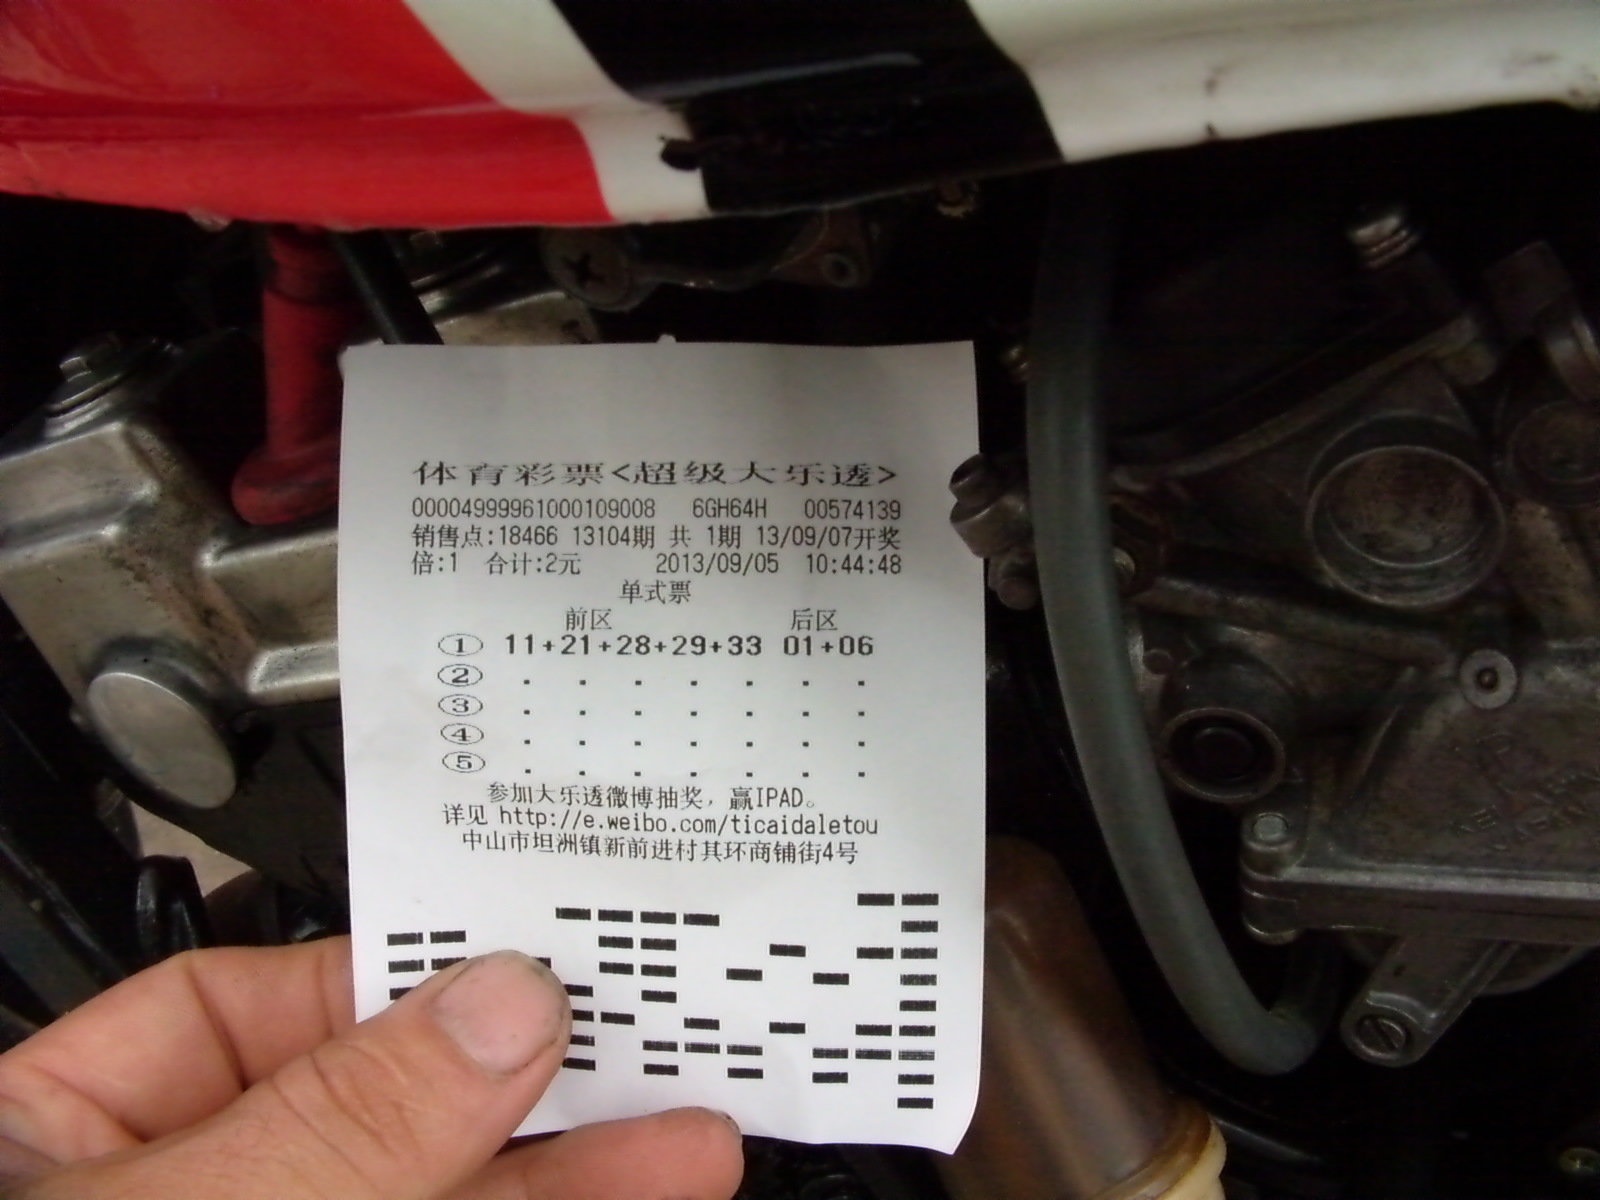 体育彩票<超级大乐透>
000049999610001 09008 6GH64H 00574139
销售点:18466 13104期 共 1期 13/09/07开奖
倍:1 合计:2元 2013/09/05 10:44:48
单式票
前区 后区
① 11+21+28+29+33 01+06
②
③
④
⑤
参加大乐透微博抽奖，赢IPAD。
详见 http://e.weibo.com/ticaidaletou
中山市坦洲镇新前进村其环商铺街4号